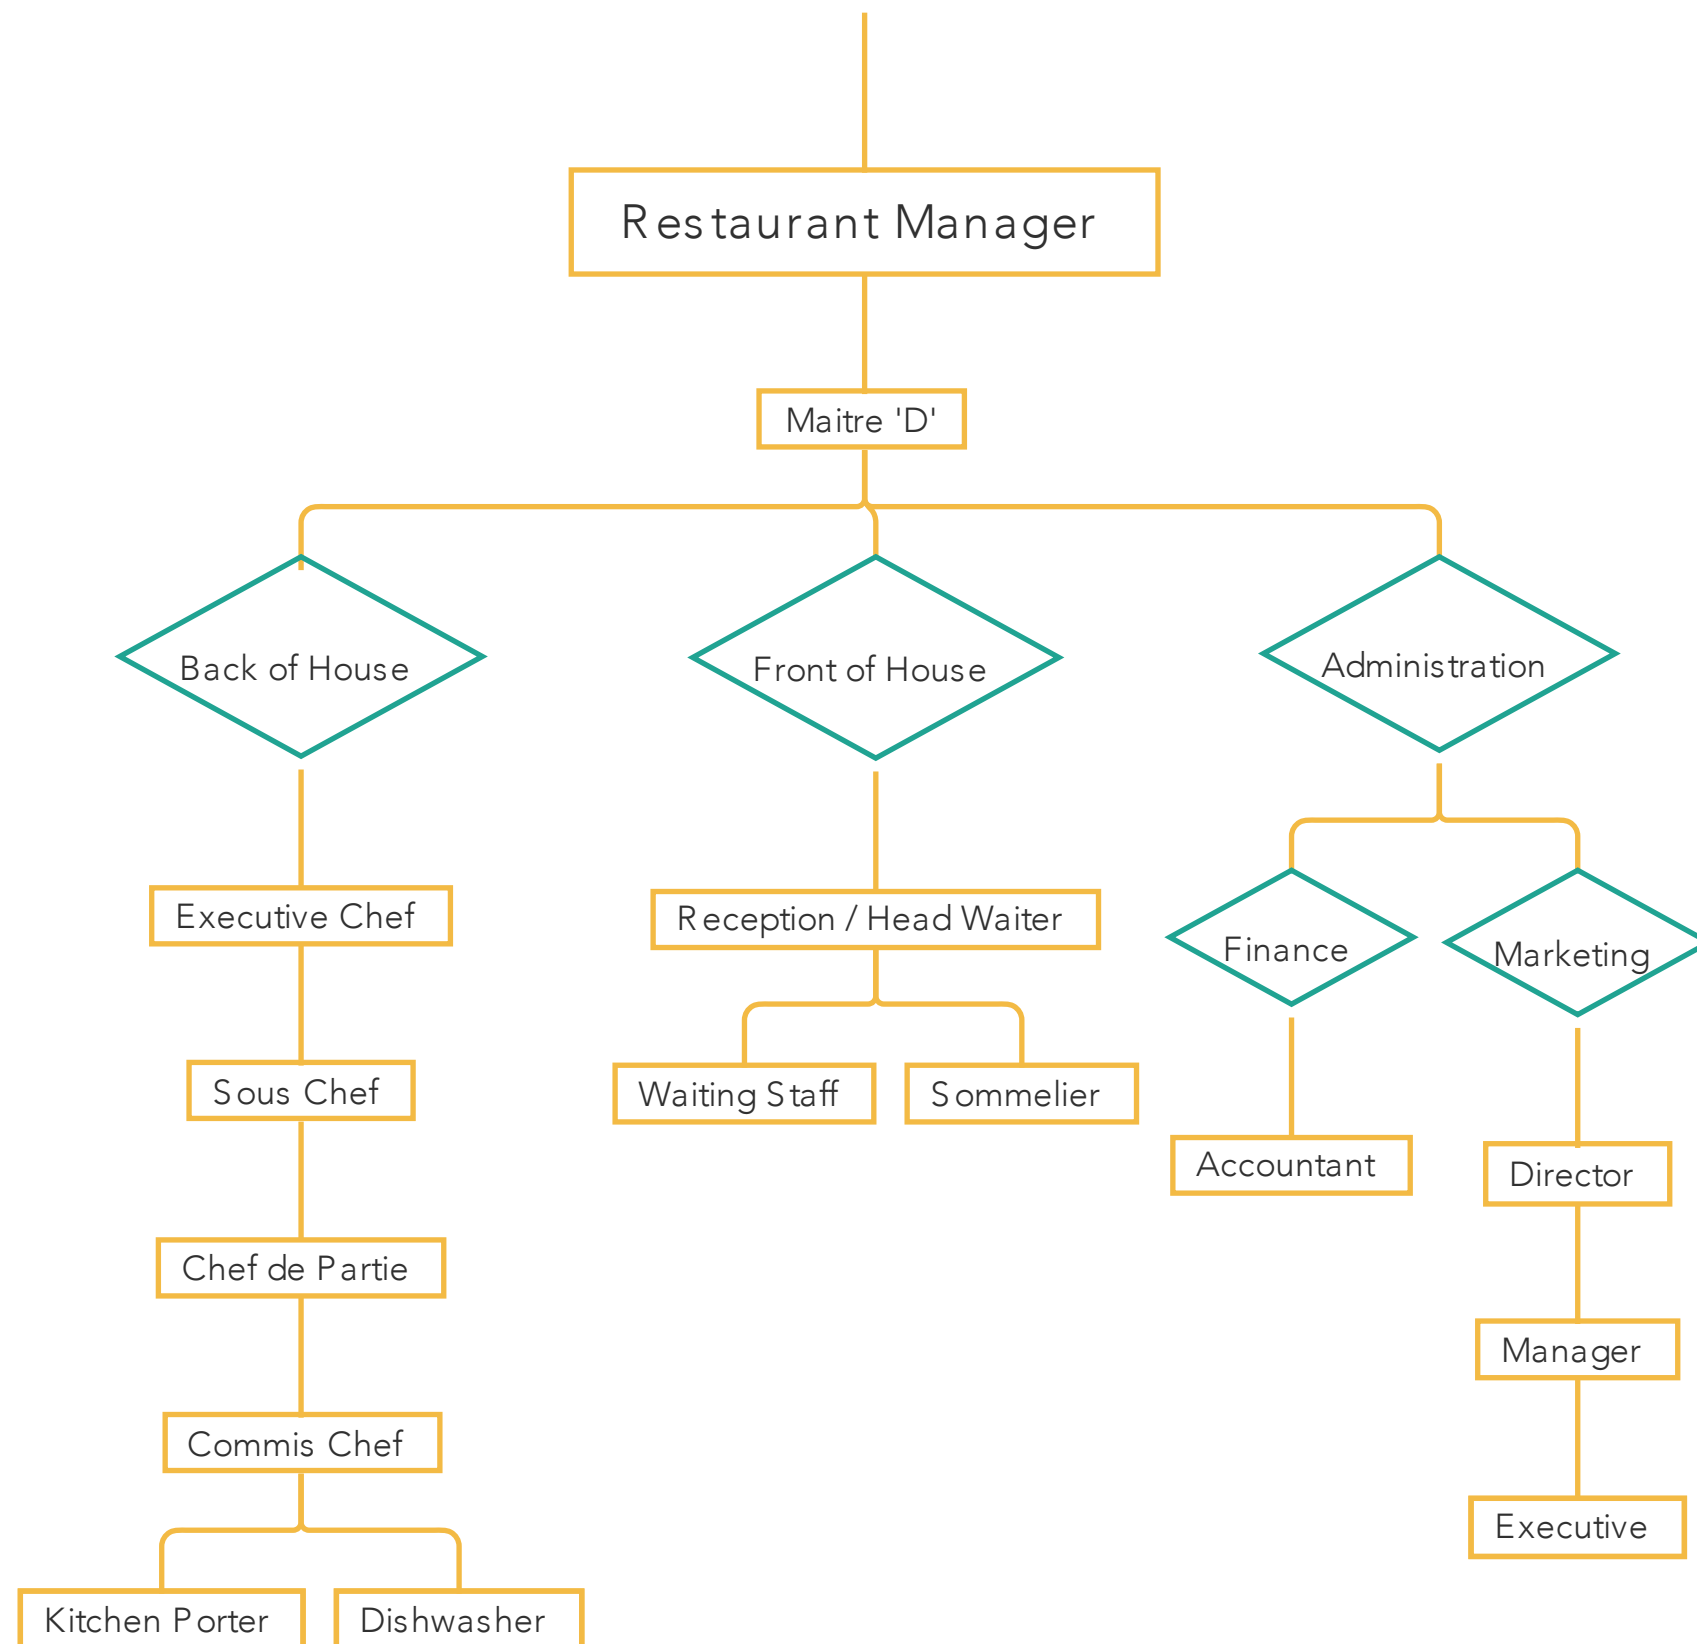 Restaurant Manager
Maitre 'D'
Back of House
Front of House
Administration
Executive Chef
Reception / Head Waiter
Finance
Marketing
Sous Chef
Waiting Staff
Sommelier
Accountant
Director
Chef de Partie
Manager
Commis Chef
Executive
Kitchen Porter
Dishwasher